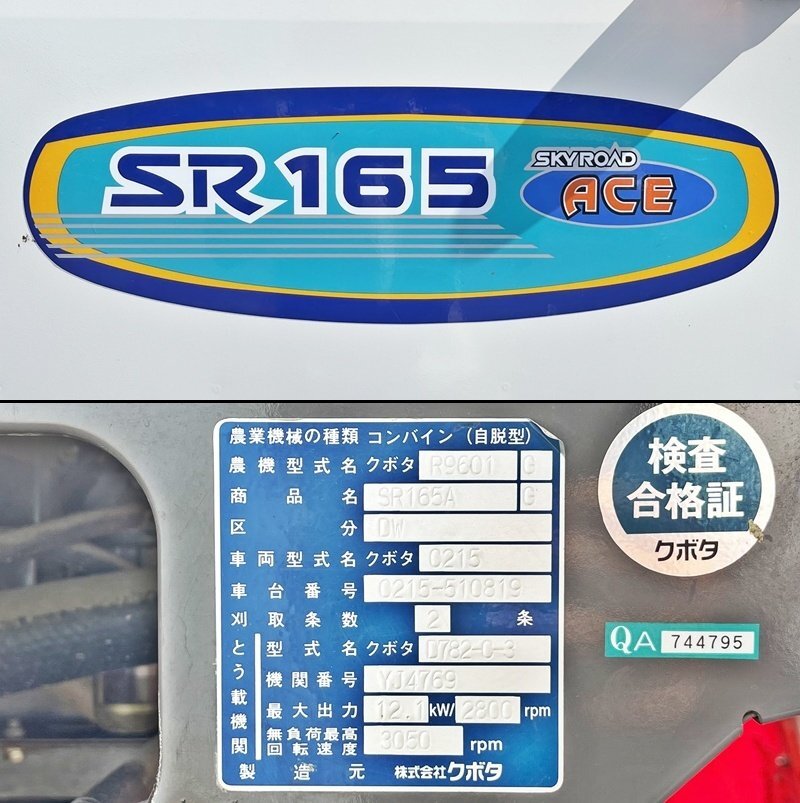 SR165
SKYROAD
ACE
農業機械の種類 コンバイン（自脱型）
農機型式名 クボタ R9601 G
商品名 SR165A G
区分 DW
車両型式名 クボタ 0215
車台番号 0215-510819
刈取条数 2 条
とう載機関
型式名 クボタ D782-C-3
機関番号 YJ4769
最大出力 12.1 kW/ 2800 rpm
無負荷最高回転速度 3050 rpm
製造元 株式会社クボタ
検査
合格証
クボタ
QA 744795